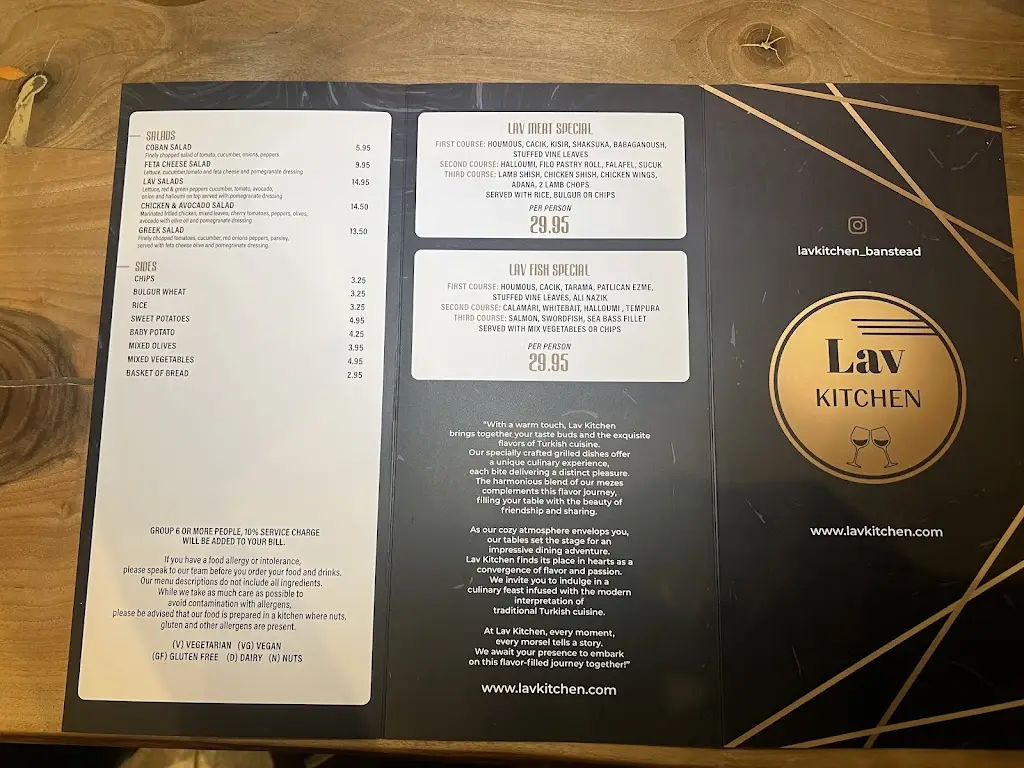 SALADS
COBAN SALAD 5.95
Finely chopped salad of tomato, cucumber, onions, peppers.
FETA CHEESE SALAD 9.95
Lettuce, cucumber,tomato and feta cheese and pomegranate dressing
LAV SALADS 14.95
Lettuce, red & green peppers cucumber, tomato, avocado,
onion and halloumi on top served with pomegranate dressing
CHICKEN & AVOCADO SALAD 14.50
Marinated frilled chicken, mixed leaves, cherry tomatoes, peppers, olives,
avocado with olive oil and pomegranate dressing
GREEK SALAD 13.50
Finely chopped tomatoes, cucumber, red onions peppers, parsley,
served with feta cheese olive and pomegranate dressing.
SIDES
CHIPS 3.25
BULGUR WHEAT 3.25
RICE 3.25
SWEET POTATOES 4.95
BABY POTATO 4.25
MIXED OLIVES 3.95
MIXED VEGETABLES 4.95
BASKET OF BREAD 2.95
GROUP 6 OR MORE PEOPLE, 10% SERVICE CHARGE
WILL BE ADDED TO YOUR BILL.
If you have a food allergy or intolerance,
please speak to our team before you order your food and drinks.
Our menu descriptions do not include all ingredients.
While we take as much care as possible to
avoid contamination with allergens,
please be advised that our food is prepared in a kitchen where nuts,
gluten and other allergens are present.
(V) VEGETARIAN (VG) VEGAN
(GF) GLUTEN FREE (D) DAIRY (N) NUTS
LAV MEAT SPECIAL
FIRST COURSE: HOUMOUS, CACIK, KISIR, SHAKSUKA, BABAGANOUSH,
STUFFED VINE LEAVES
SECOND COURSE: HALLOUMI, FILO PASTRY ROLL, FALAFEL, SUCUK
THIRD COURSE: LAMB SHISH, CHICKEN SHISH, CHICKEN WINGS,
ADANA, 2 LAMB CHOPS
SERVED WITH RICE, BULGUR OR CHIPS
PER PERSON
29.95
LAV FISH SPECIAL
FIRST COURSE: HOUMOUS, CACIK, TARAMA, PATLICAN EZME,
STUFFED VINE LEAVES, ALI NAZIK
SECOND COURSE: CALAMARI, WHITEBAIT, HALLOUMI , TEMPURA
THIRD COURSE: SALMON, SWORDFISH, SEA BASS FILLET
SERVED WITH MIX VEGETABLES OR CHIPS
PER PERSON
29.95
"With a warm touch, Lav Kitchen
brings together your taste buds and the exquisite
flavors of Turkish cuisine.
Our specially crafted grilled dishes offer
a unique culinary experience,
each bite delivering a distinct pleasure.
The harmonious blend of our mezes
complements this flavor journey,
filling your table with the beauty of
friendship and sharing.
As our cozy atmosphere envelops you,
our tables set the stage for an
impressive dining adventure.
Lav Kitchen finds its place in hearts as a
convergence of flavor and passion.
We invite you to indulge in a
culinary feast infused with the modern
interpretation of
traditional Turkish cuisine.
At Lav Kitchen, every moment,
every morsel tells a story.
We await your presence to embark
on this flavor-filled journey together!"
www.lavkitchen.com
lavkitchen_banstead
Lav
KITCHEN
www.lavkitchen.com